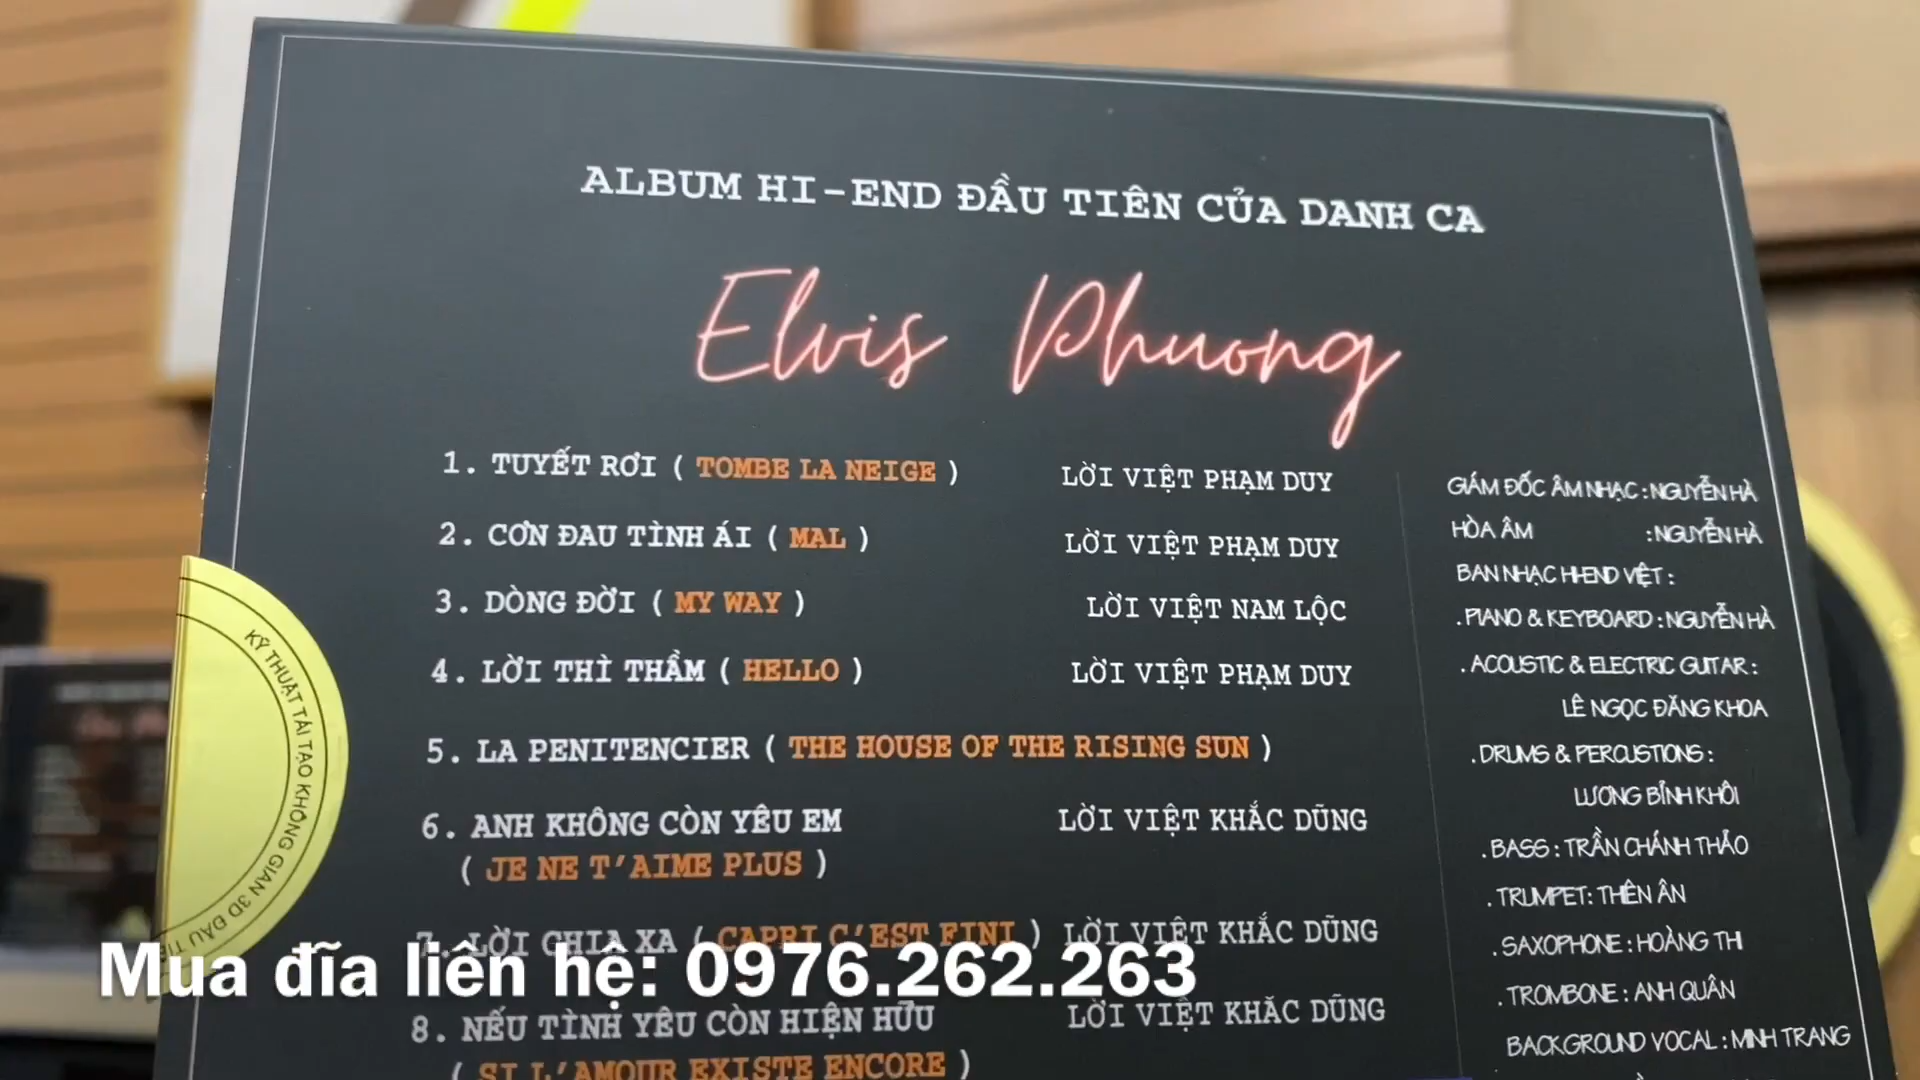 ALBUM HI-END ĐẦU TIÊN CỦA DANH CA
Elvis Phuong
1. TUYẾT RƠI ( TOMBE LA NEIGE ) LỜI VIỆT PHẠM DUY
2. CƠN ĐAU TÌNH ÁI ( MAL ) LỜI VIỆT PHẠM DUY
3. DÒNG ĐỜI ( MY WAY ) LỜI VIỆT NAM LỘC
4. LỜI THÌ THẦM ( HELLO ) LỜI VIỆT PHẠM DUY
5. LA PENITENCIER ( THE HOUSE OF THE RISING SUN )
6. ANH KHÔNG CÒN YÊU EM LỜI VIỆT KHẮC DŨNG
( JE NE T'AIME PLUS )
7. LỜI CHIA XA ( CAPRI C'EST FINI ) LỜI VIỆT KHẮC DŨNG
8. NẾU TÌNH YÊU CÒN HIỆN HỮU LỜI VIỆT KHẮC DŨNG
( SI L'AMOUR EXISTE ENCORE )
GIÁM ĐỐC ÂM NHẠC : NGUYỄN HÀ
HÒA ÂM : NGUYỄN HÀ
BAN NHẠC HI-END VIỆT :
. PIANO & KEYBOARD : NGUYỄN HÀ
. ACOUSTIC & ELECTRIC GUITAR :
LÊ NGỌC ĐĂNG KHOA
. DRUMS & PERCUSTIONS :
LƯƠNG BỈNH KHÔI
. BASS : TRẦN CHÁNH THẢO
. TRUMPET : THIÊN ÂN
. SAXOPHONE : HOÀNG THI
. TROMBONE : ANH QUÂN
BACKGROUND VOCAL : MINH TRANG
KỸ THUẬT TÁI TẠO KHÔNG GIAN 3D ĐẦU
Mua đĩa liên hệ: 0976.262.263